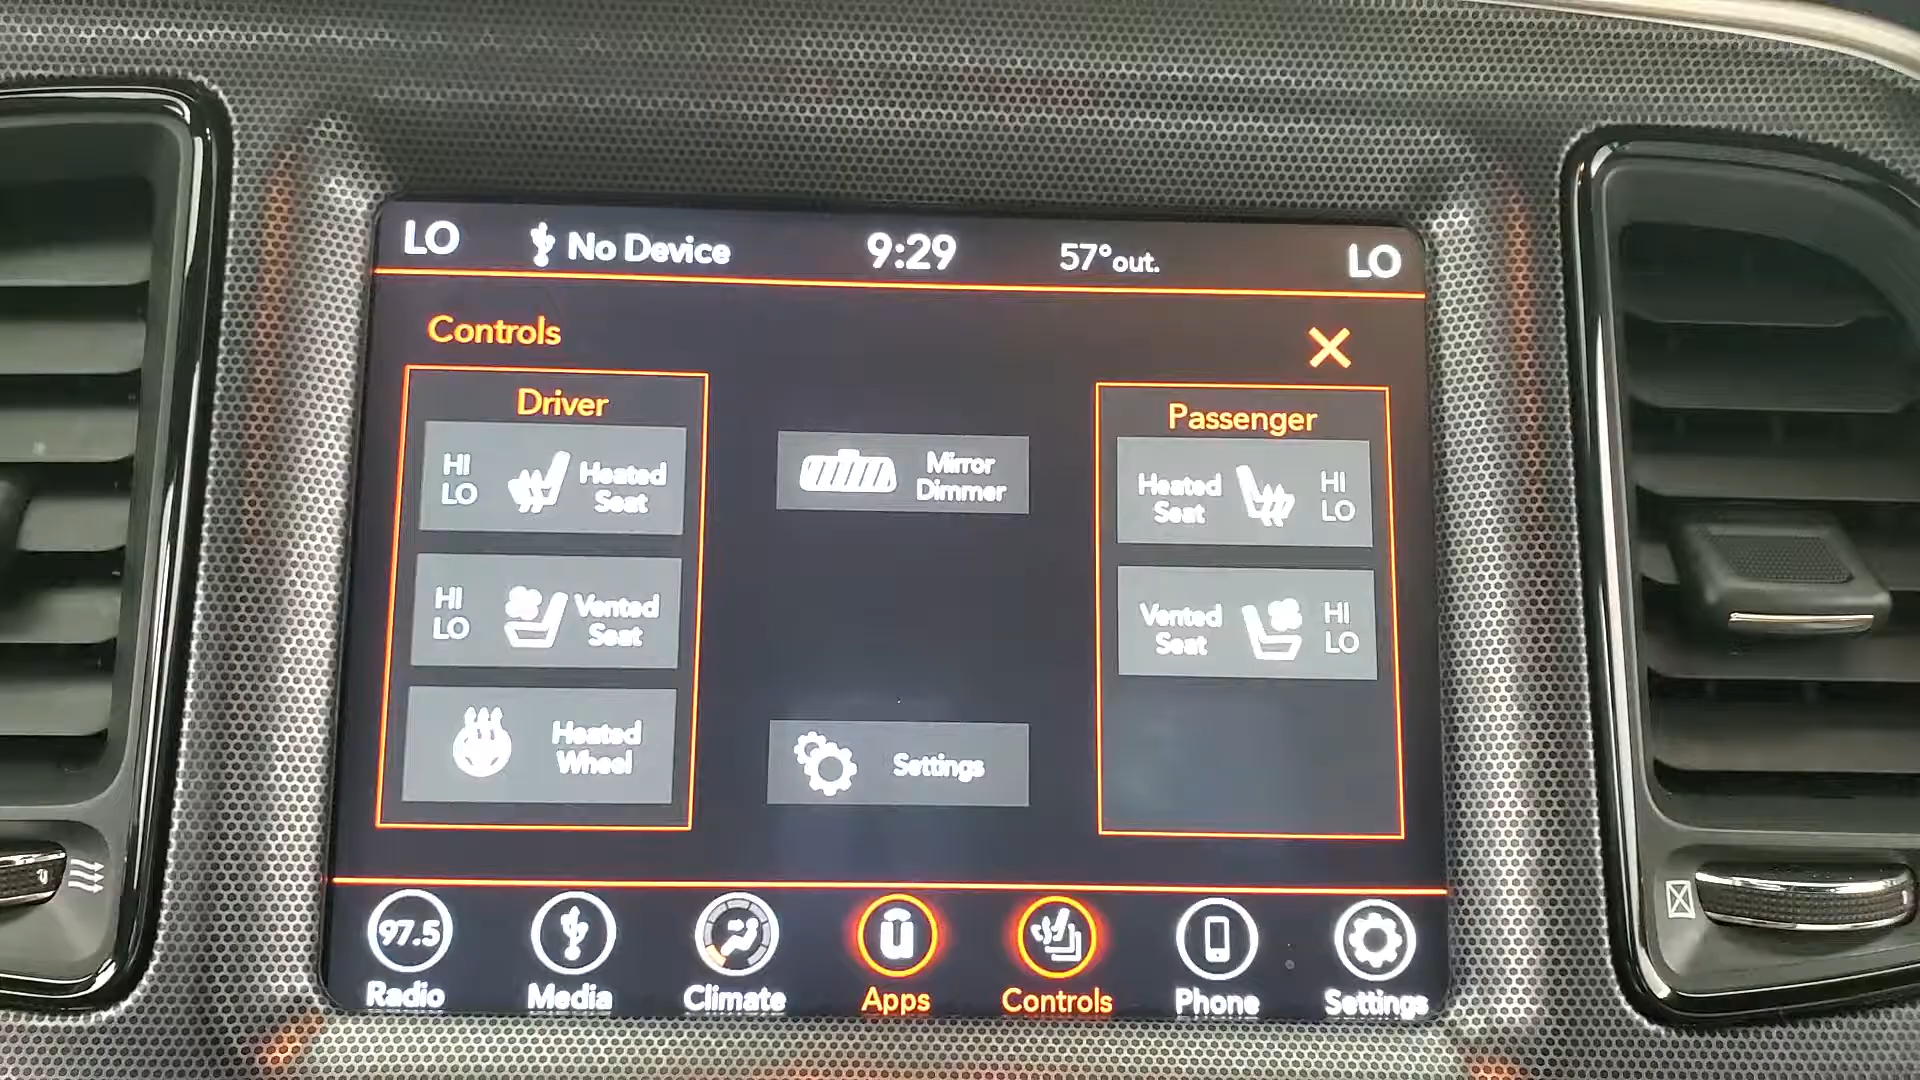 LO No Device 9:29 57°out. LO
Controls
Driver
HI
LO
Heated
Seat
HI
LO
Vented
Seat
Heated
Wheel
Mirror
Dimmer
Settings
Passenger
Heated
Seat
HI
LO
Vented
Seat
HI
LO
97.5
Radio Media Climate Apps Controls Phone Settings